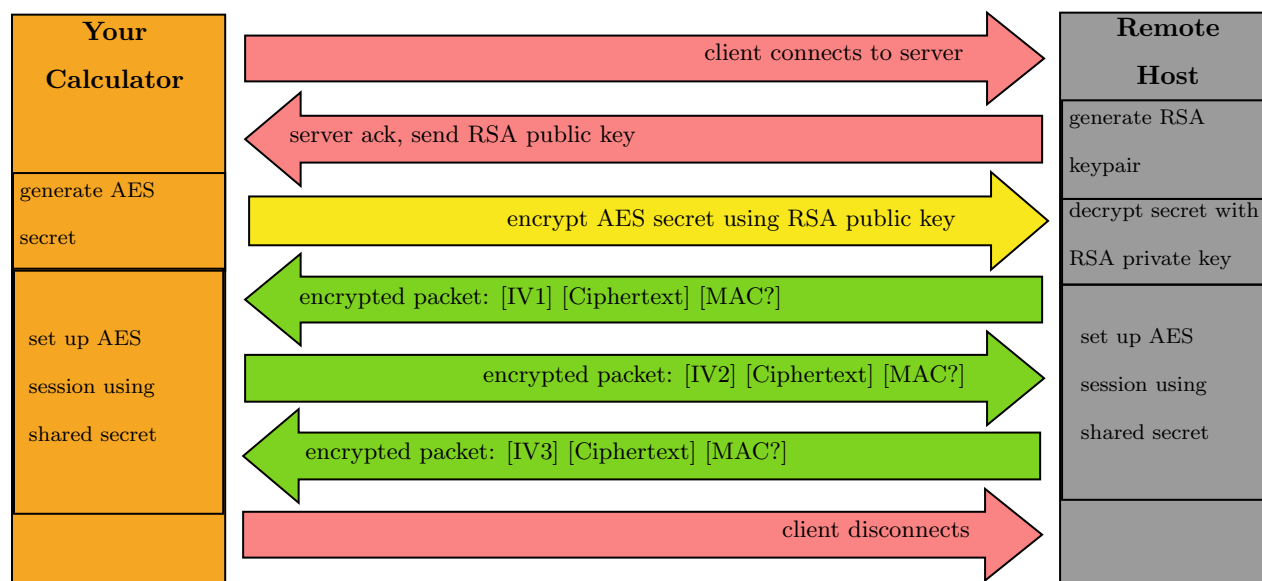 Your
Calculator
client connects to server
Remote
Host
server ack, send RSA public key
generate RSA
keypair
generate AES
secret
encrypt AES secret using RSA public key
decrypt secret with
RSA private key
encrypted packet: [IV1] [Ciphertext] [MAC?]
set up AES
session using
shared secret
encrypted packet: [IV2] [Ciphertext] [MAC?]
set up AES
session using
shared secret
encrypted packet: [IV3] [Ciphertext] [MAC?]
client disconnects